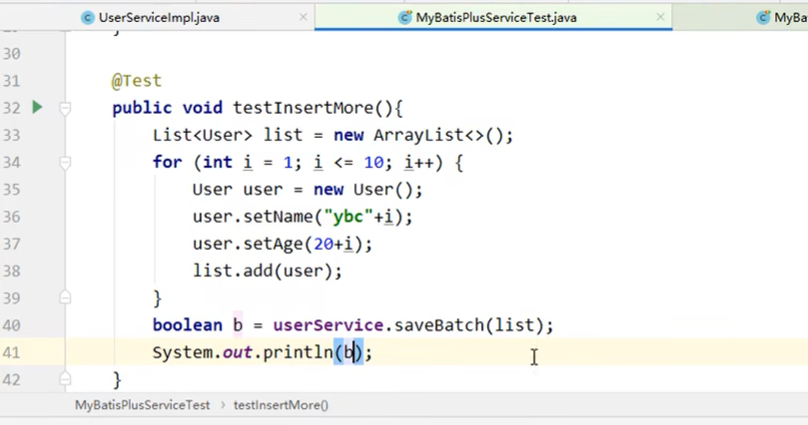 UserServiceImpl.java × MyBatisPlusServiceTest.java × MyBa
30
31 @Test
32 public void testInsertMore(){
33 List<User> list = new ArrayList<>();
34 for (int i = 1; i <= 10; i++) {
35 User user = new User();
36 user.setName("ybc"+i);
37 user.setAge(20+i);
38 list.add(user);
39 }
40 boolean b = userService.saveBatch(list);
41 System.out.println(b);
42 }
MyBatisPlusServiceTest › testInsertMore()